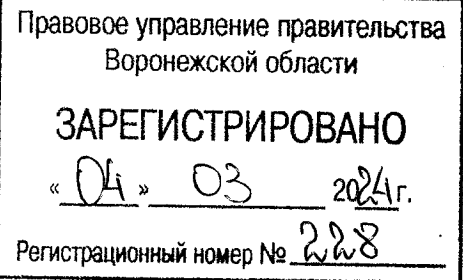 Правовое управление правительства
Воронежской области
ЗАРЕГИСТРИРОВАНО
« 04 » 03 2024 г.
Регистрационный номер № 228